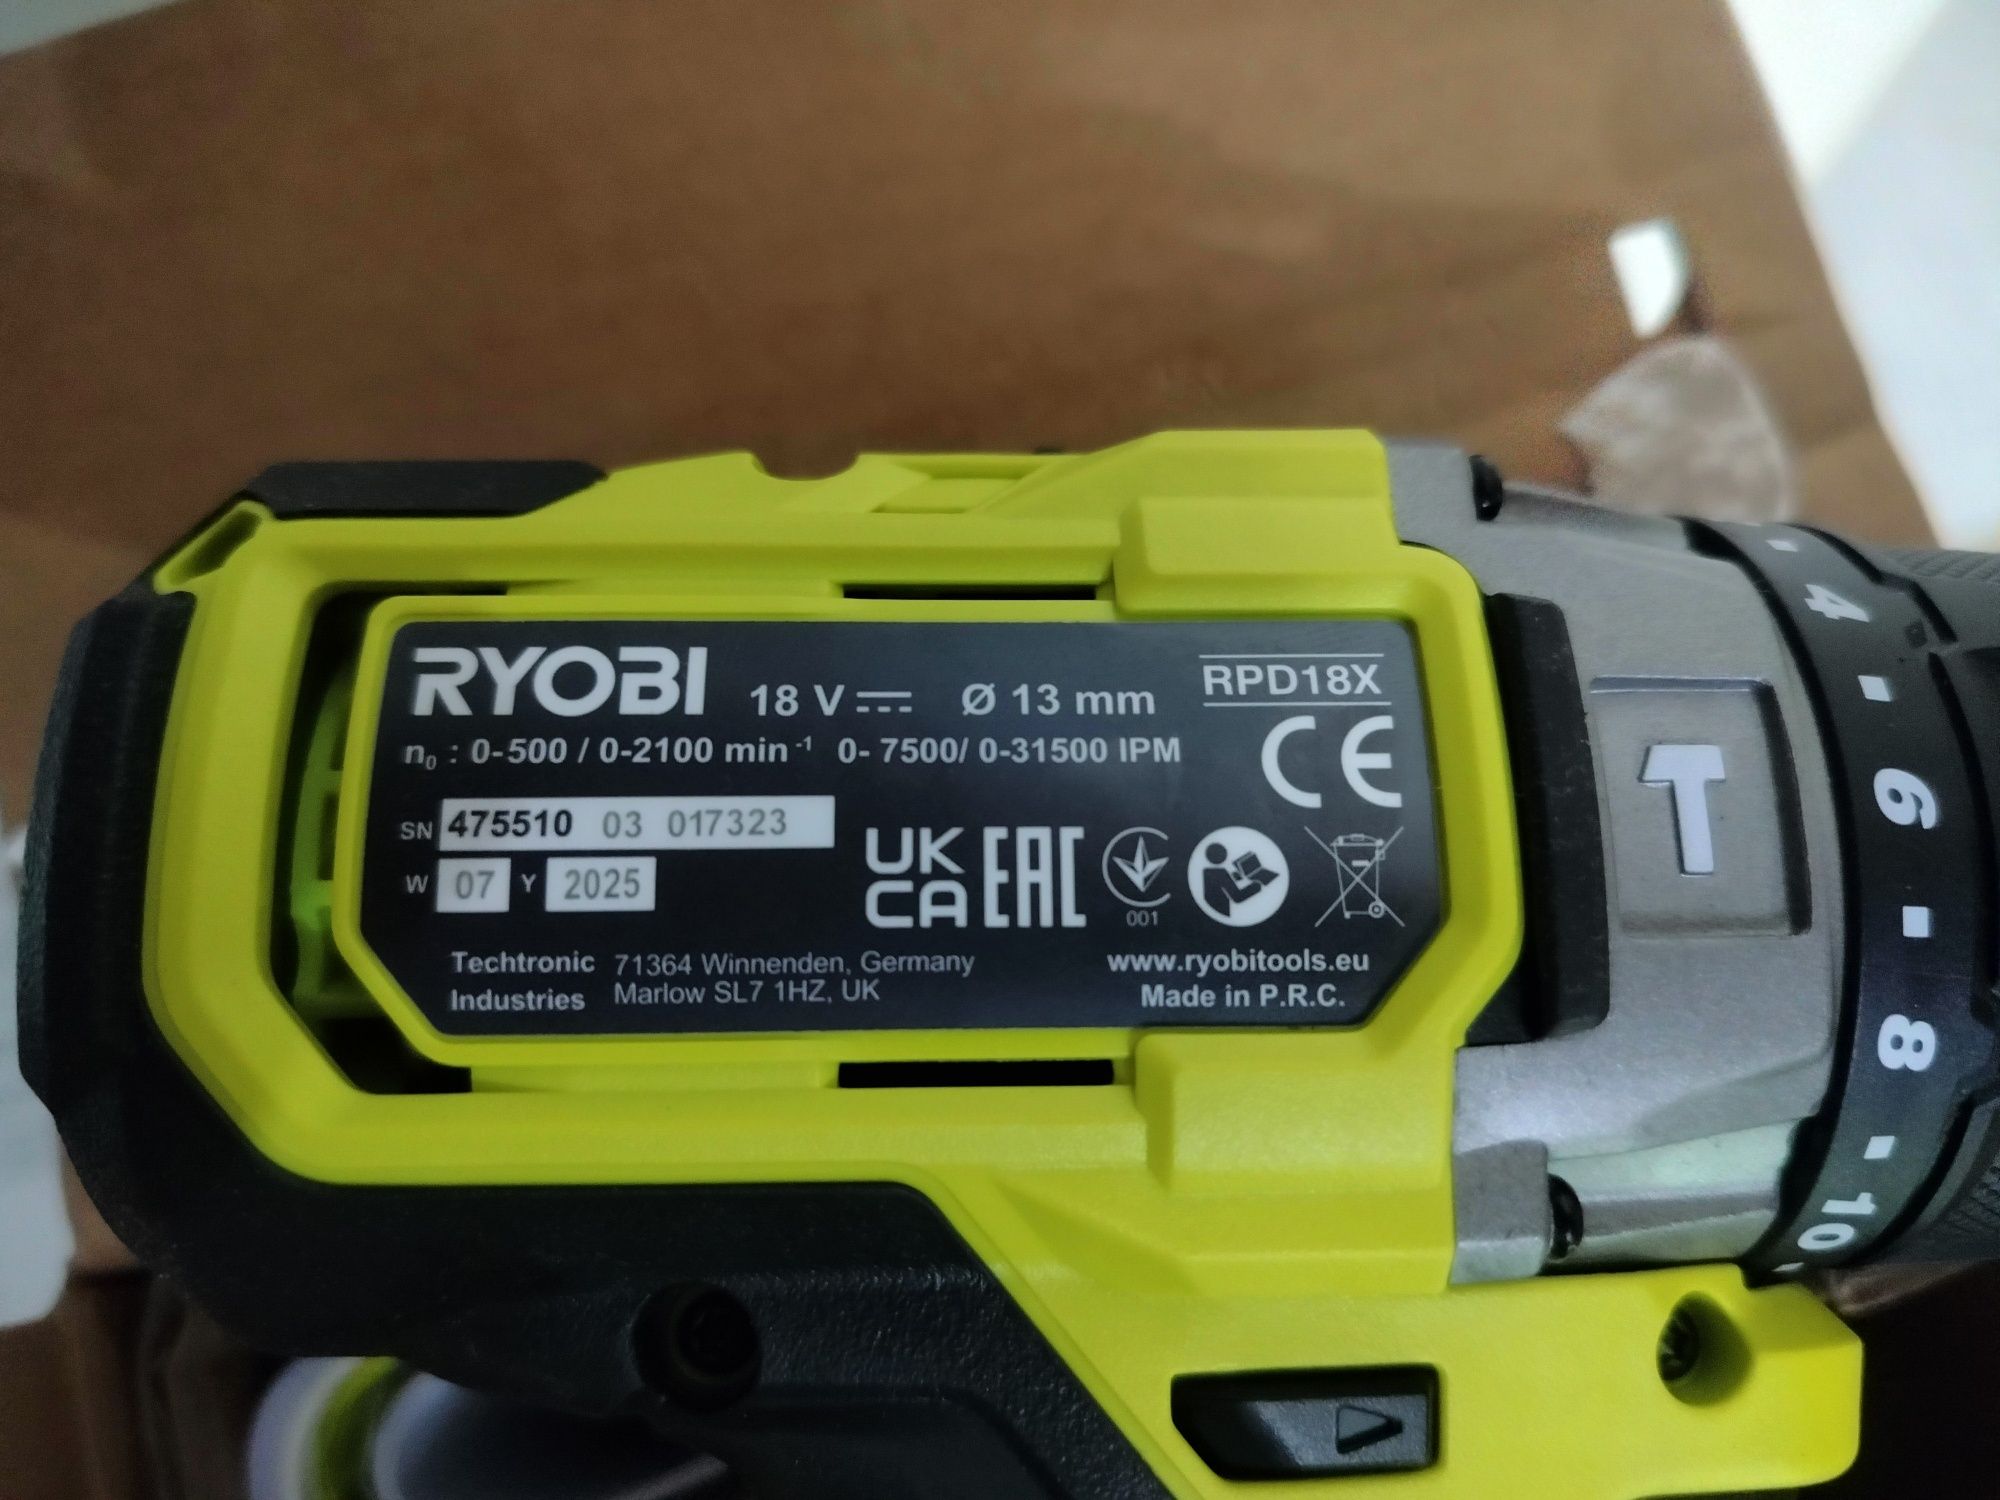 RYOBI 18 V Ø 13 mm RPD18X
n₀ : 0-500 / 0-2100 min⁻¹ 0- 7500/ 0-31500 IPM
CE
SN 475510 03 017323
W 07 Y 2025
UK
CA
EAC
001
Techtronic
Industries
71364 Winnenden, Germany
Marlow SL7 1HZ, UK
www.ryobitools.eu
Made in P.R.C.
4
6
8
10